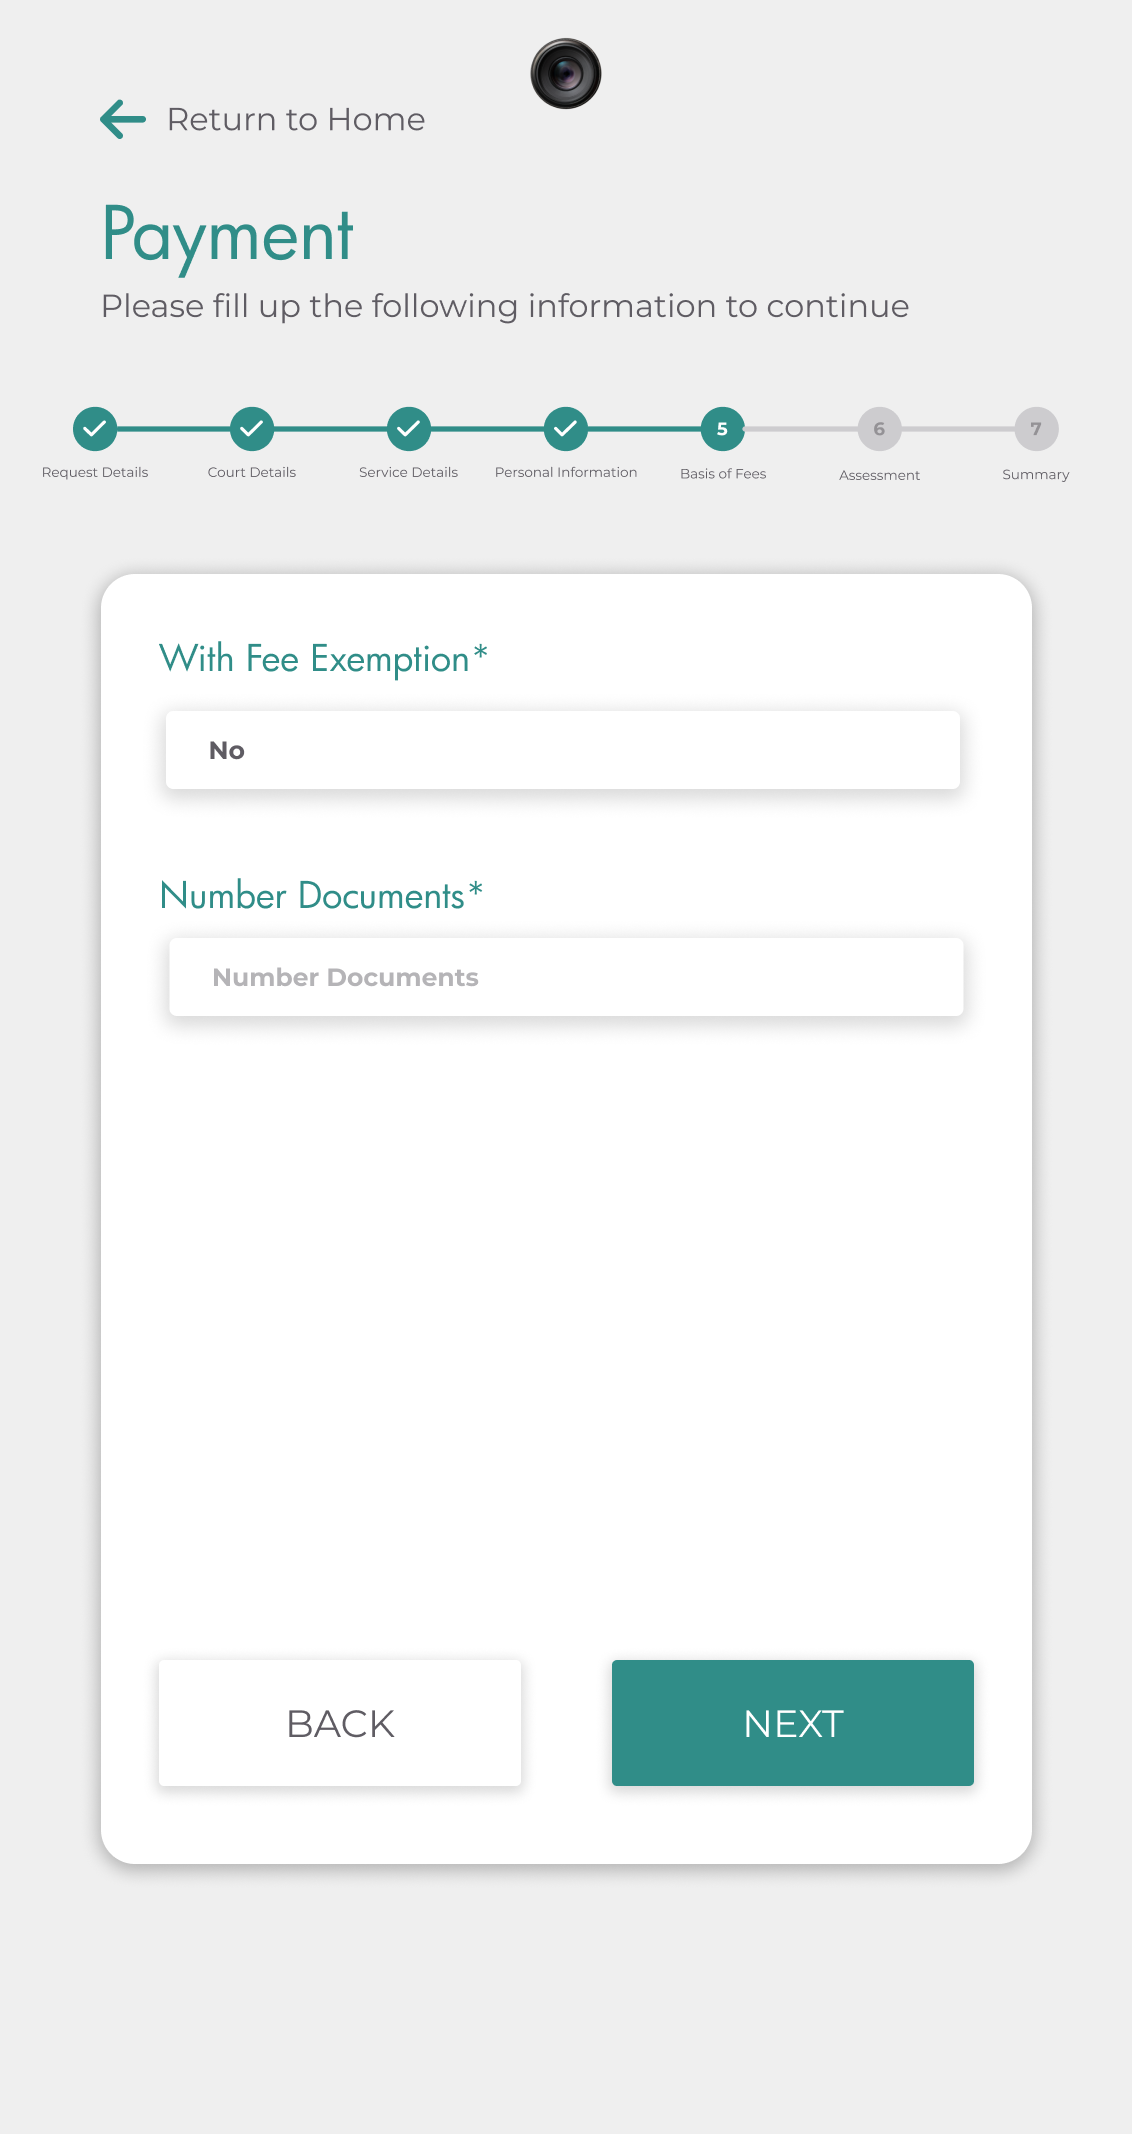 Return to Home
Payment
Please fill up the following information to continue
5
6
7
Request Details
Court Details
Service Details
Personal Information
Basis of Fees
Assessment
Summary
With Fee Exemption*
No
Number Documents*
Number Documents
BACK
NEXT